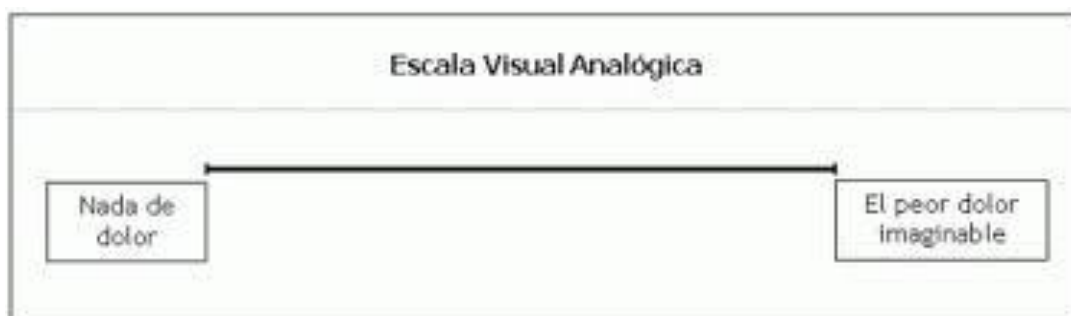 Escala Visual Analógica
Nada de
dolor
El peor dolor
imaginable